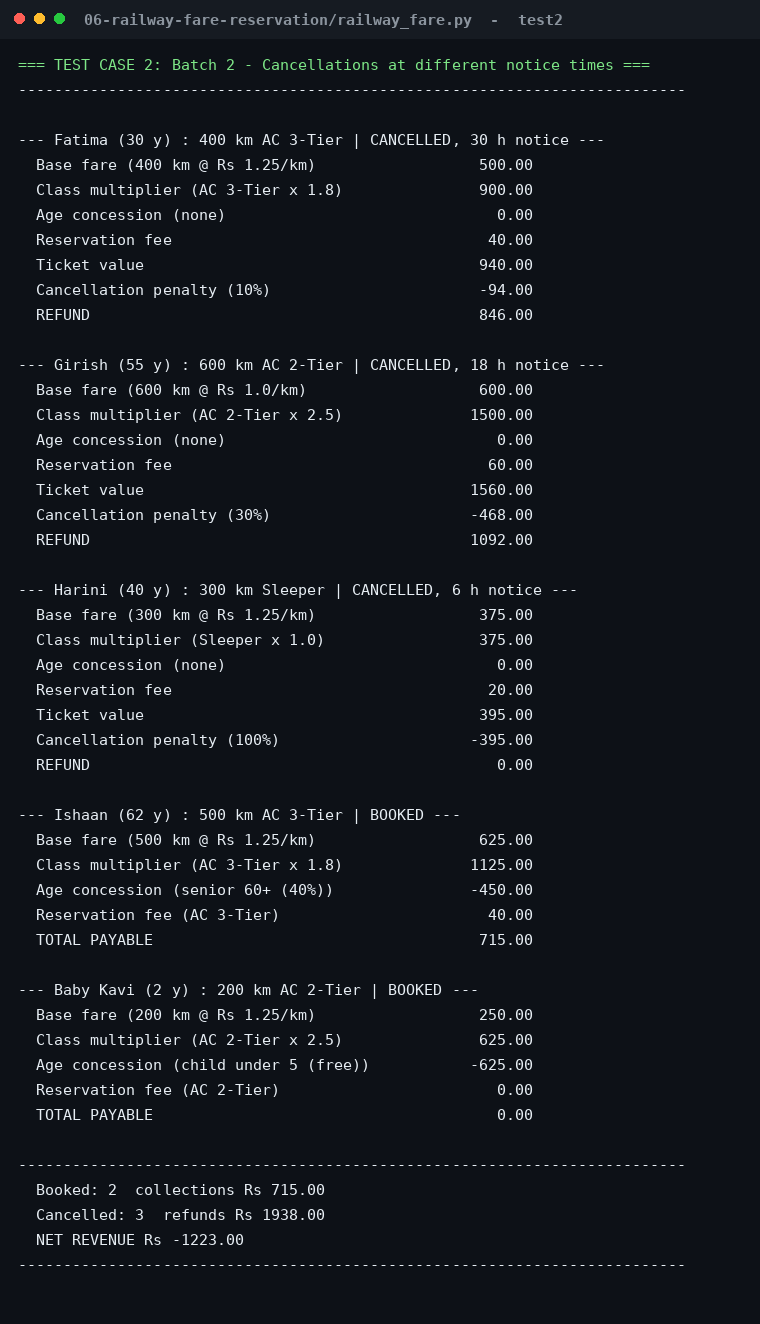 06-railway-fare-reservation/railway_fare.py - test2
=== TEST CASE 2: Batch 2 - Cancellations at different notice times ===
--------------------------------------------------------------------------
--- Fatima (30 y) : 400 km AC 3-Tier | CANCELLED, 30 h notice ---
Base fare (400 km @ Rs 1.25/km) 500.00
Class multiplier (AC 3-Tier x 1.8) 900.00
Age concession (none) 0.00
Reservation fee 40.00
Ticket value 940.00
Cancellation penalty (10%) -94.00
REFUND 846.00
--- Girish (55 y) : 600 km AC 2-Tier | CANCELLED, 18 h notice ---
Base fare (600 km @ Rs 1.0/km) 600.00
Class multiplier (AC 2-Tier x 2.5) 1500.00
Age concession (none) 0.00
Reservation fee 60.00
Ticket value 1560.00
Cancellation penalty (30%) -468.00
REFUND 1092.00
--- Harini (40 y) : 300 km Sleeper | CANCELLED, 6 h notice ---
Base fare (300 km @ Rs 1.25/km) 375.00
Class multiplier (Sleeper x 1.0) 375.00
Age concession (none) 0.00
Reservation fee 20.00
Ticket value 395.00
Cancellation penalty (100%) -395.00
REFUND 0.00
--- Ishaan (62 y) : 500 km AC 3-Tier | BOOKED ---
Base fare (500 km @ Rs 1.25/km) 625.00
Class multiplier (AC 3-Tier x 1.8) 1125.00
Age concession (senior 60+ (40%)) -450.00
Reservation fee (AC 3-Tier) 40.00
TOTAL PAYABLE 715.00
--- Baby Kavi (2 y) : 200 km AC 2-Tier | BOOKED ---
Base fare (200 km @ Rs 1.25/km) 250.00
Class multiplier (AC 2-Tier x 2.5) 625.00
Age concession (child under 5 (free)) -625.00
Reservation fee (AC 2-Tier) 0.00
TOTAL PAYABLE 0.00
--------------------------------------------------------------------------
Booked: 2 collections Rs 715.00
Cancelled: 3 refunds Rs 1938.00
NET REVENUE Rs -1223.00
--------------------------------------------------------------------------